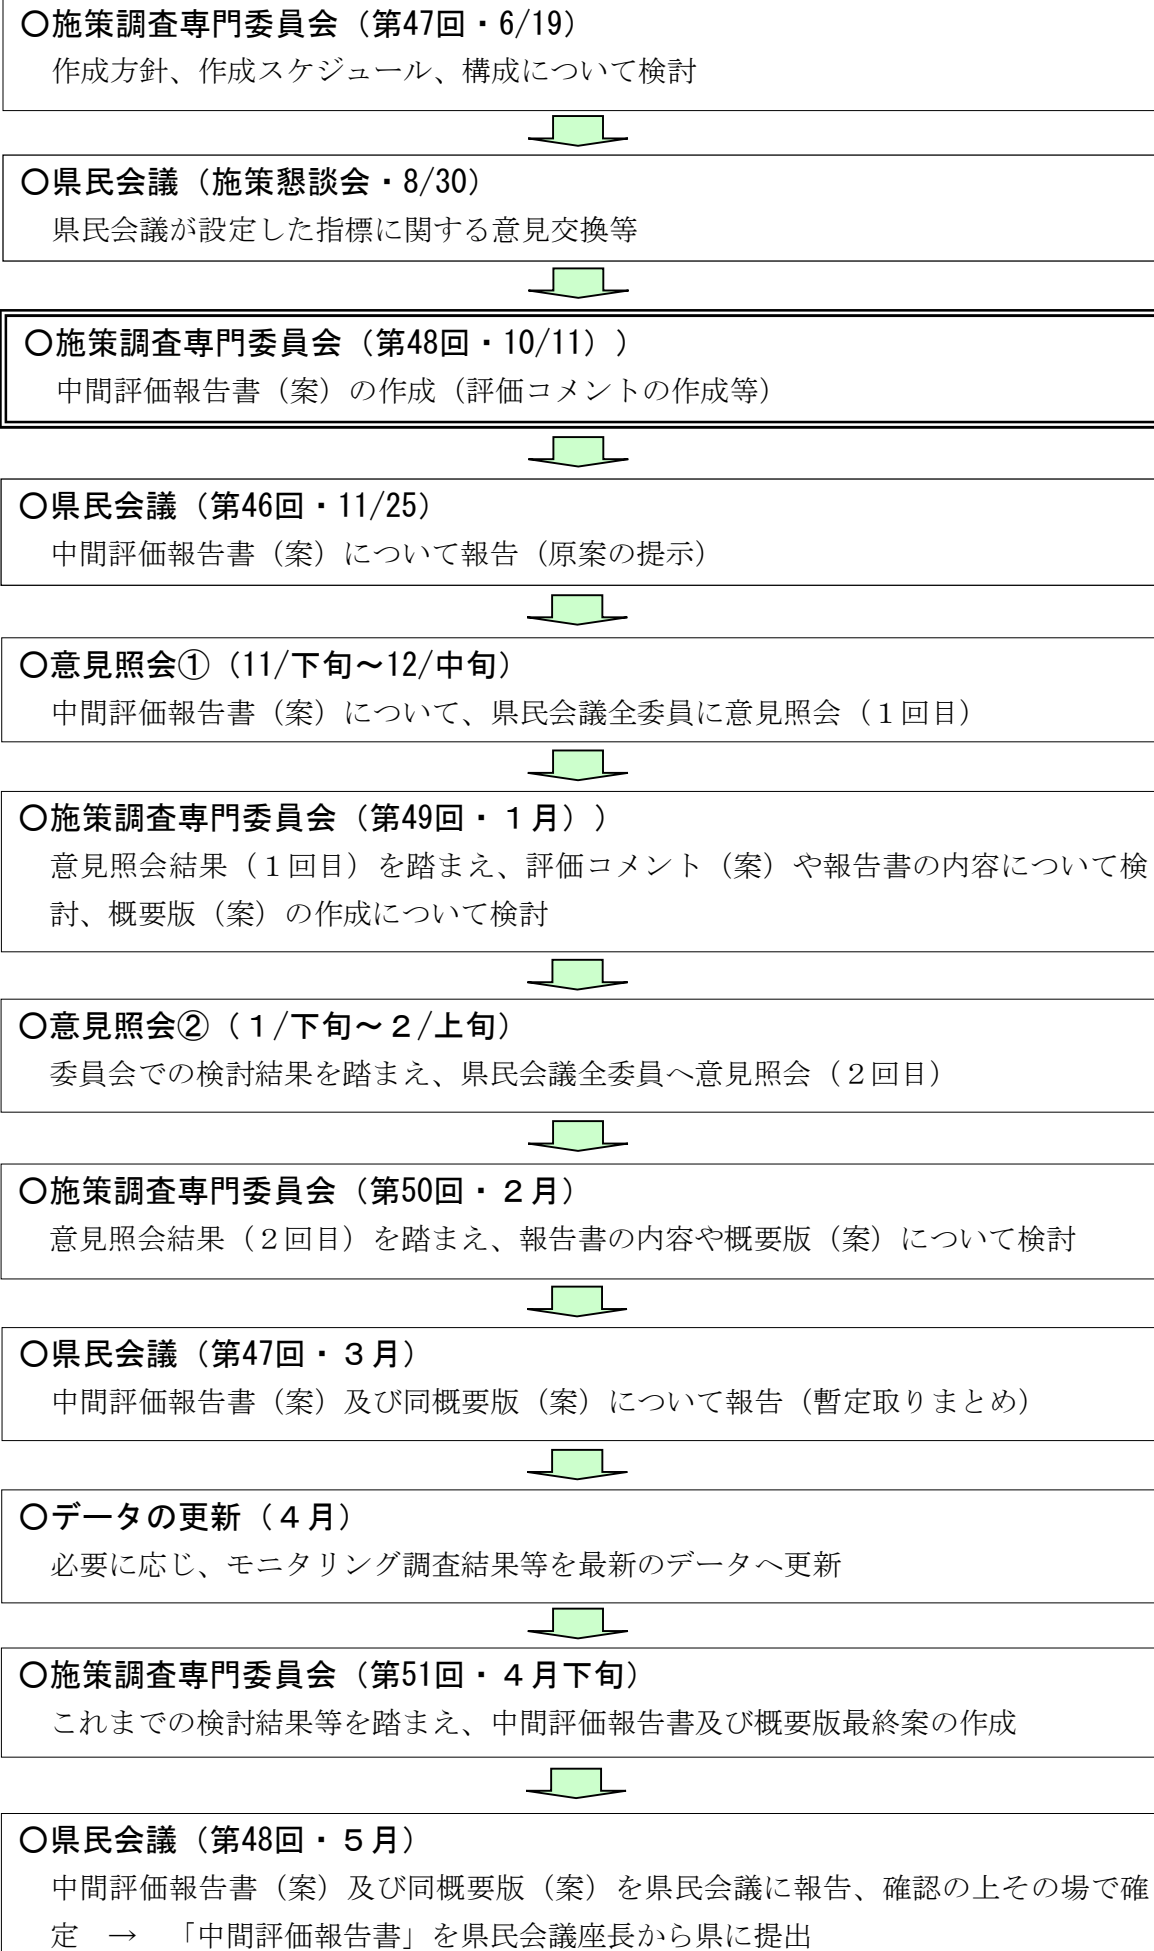 〇施策調査専門委員会（第47回・6/19）
作成方針、作成スケジュール、構成について検討
〇県民会議（施策懇談会・8/30）
県民会議が設定した指標に関する意見交換等
〇施策調査専門委員会（第48回・10/11））
中間評価報告書（案）の作成（評価コメントの作成等）
〇県民会議（第46回・11/25）
中間評価報告書（案）について報告（原案の提示）
〇意見照会①（11/下旬～12/中旬）
中間評価報告書（案）について、県民会議全委員に意見照会（１回目）
〇施策調査専門委員会（第49回・１月））
意見照会結果（１回目）を踏まえ、評価コメント（案）や報告書の内容について検
討、概要版（案）の作成について検討
〇意見照会②（１/下旬～２/上旬）
委員会での検討結果を踏まえ、県民会議全委員へ意見照会（２回目）
〇施策調査専門委員会（第50回・２月）
意見照会結果（２回目）を踏まえ、報告書の内容や概要版（案）について検討
〇県民会議（第47回・３月）
中間評価報告書（案）及び同概要版（案）について報告（暫定取りまとめ）
〇データの更新（４月）
必要に応じ、モニタリング調査結果等を最新のデータへ更新
〇施策調査専門委員会（第51回・４月下旬）
これまでの検討結果等を踏まえ、中間評価報告書及び概要版最終案の作成
〇県民会議（第48回・５月）
中間評価報告書（案）及び同概要版（案）を県民会議に報告、確認の上その場で確
定　→　「中間評価報告書」を県民会議座長から県に提出